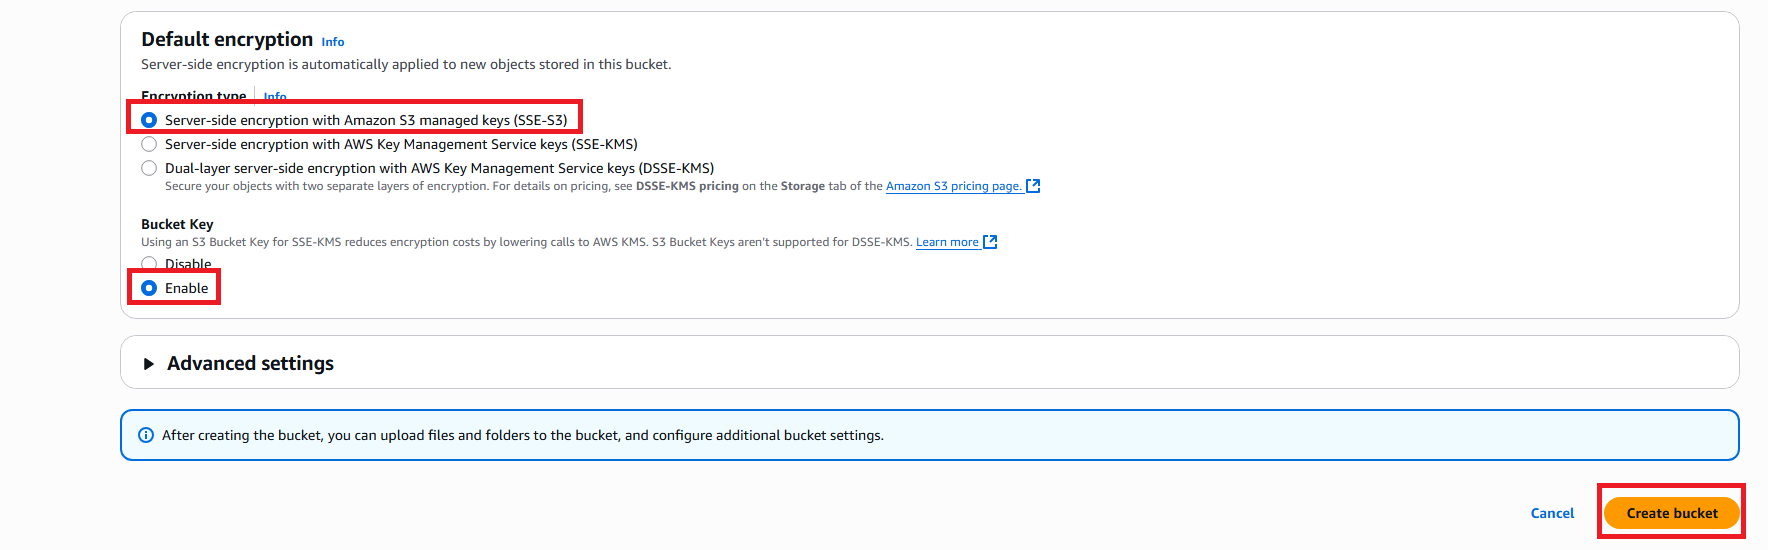 Default encryption Info
Server-side encryption is automatically applied to new objects stored in this bucket.
Encryption type Info
Server-side encryption with Amazon S3 managed keys (SSE-S3)
Server-side encryption with AWS Key Management Service keys (SSE-KMS)
Dual-layer server-side encryption with AWS Key Management Service keys (DSSE-KMS)
Secure your objects with two separate layers of encryption. For details on pricing, see DSSE-KMS pricing on the Storage tab of the Amazon S3 pricing page.
Bucket Key
Using an S3 Bucket Key for SSE-KMS reduces encryption costs by lowering calls to AWS KMS. S3 Bucket Keys aren't supported for DSSE-KMS. Learn more
Disable
Enable
Advanced settings
After creating the bucket, you can upload files and folders to the bucket, and configure additional bucket settings.
Cancel Create bucket